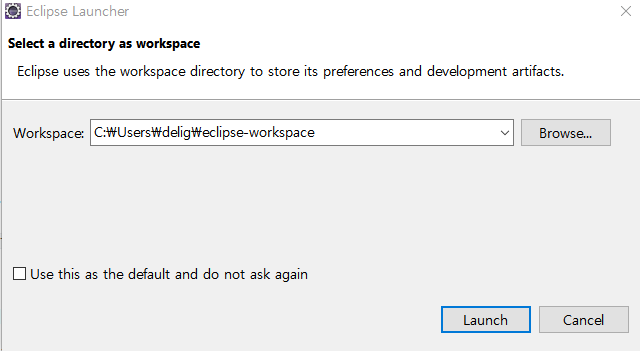 Eclipse Launcher
Select a directory as workspace
Eclipse uses the workspace directory to store its preferences and development artifacts.
Workspace: C:₩Users₩delig₩eclipse-workspace Browse...
Use this as the default and do not ask again
Launch Cancel